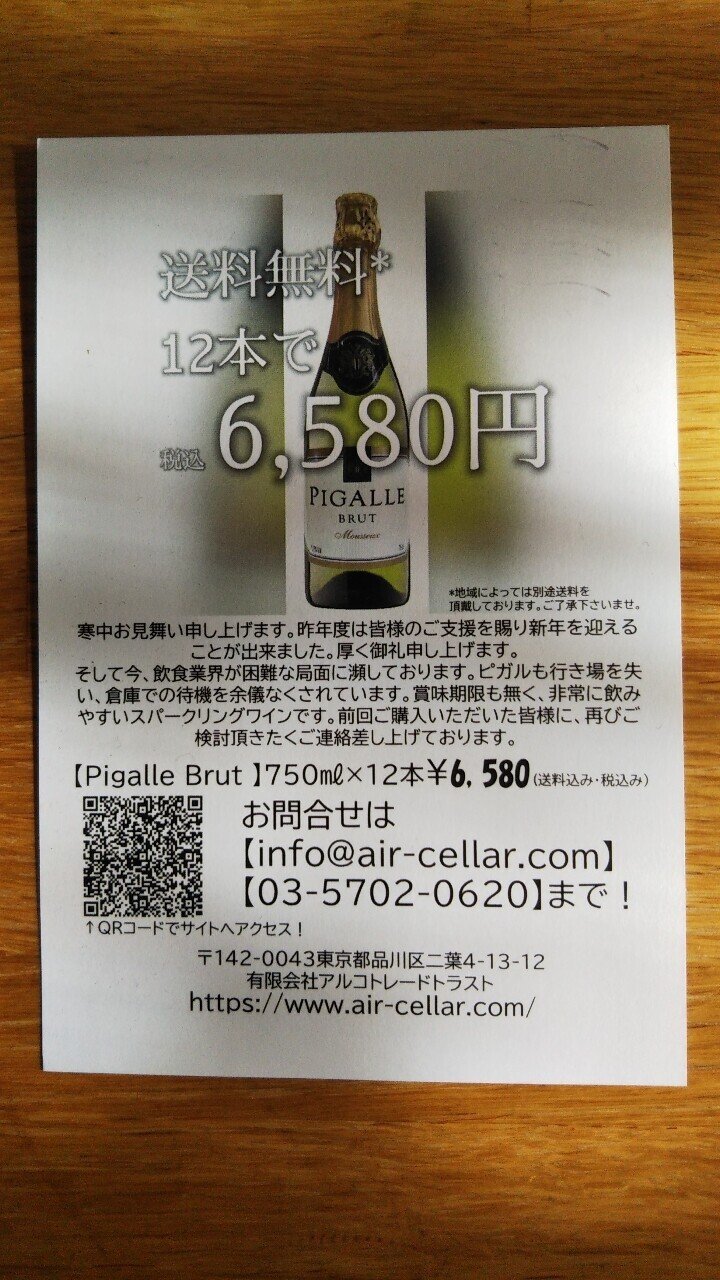 送料無料*
12本で
税込 6,580円
PIGALLE
BRUT
Mousseux
*地域によっては別途送料を
頂戴しております。ご了承下さいませ。
寒中お見舞い申し上げます。昨年度は皆様のご支援を賜り新年を迎える
ことが出来ました。厚く御礼申し上げます。
そして今、飲食業界が困難な局面に瀕しております。ピガルも行き場を失
い、倉庫での待機を余儀なくされています。賞味期限も無く、非常に飲み
やすいスパークリングワインです。前回ご購入いただいた皆様に、再びご
検討頂きたくご連絡差し上げております。
【Pigalle Brut 】750㎖×12本￥6,580(送料込み・税込み)
お問合せは
【info@air-cellar.com】
【03-5702-0620】まで！
↑QRコードでサイトへアクセス！
〒142-0043東京都品川区二葉4-13-12
有限会社アルコトレードトラスト
https://www.air-cellar.com/